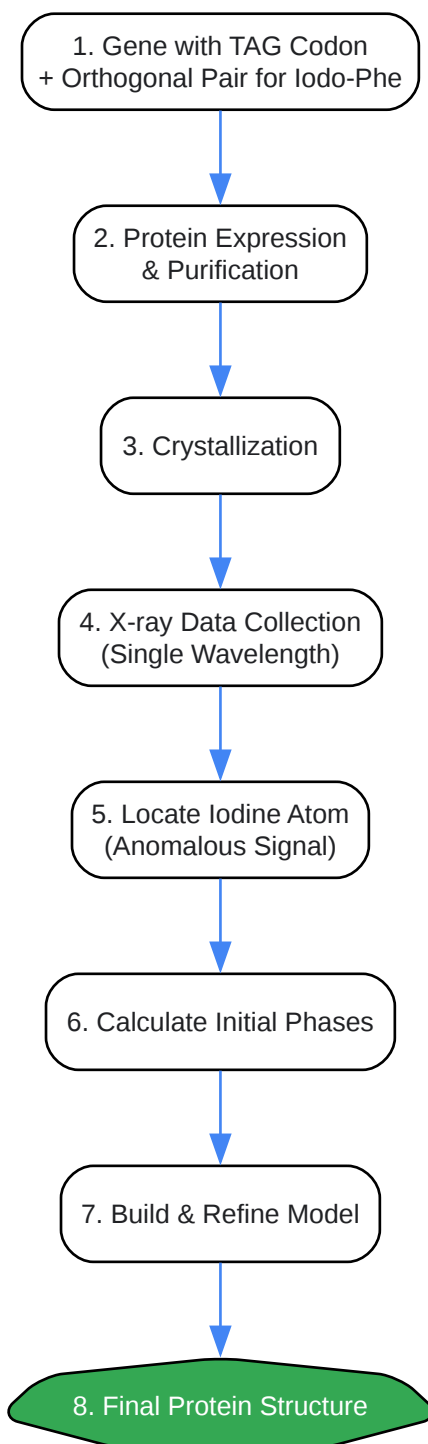 1. Gene with TAG Codon
+ Orthogonal Pair for Iodo-Phe
2. Protein Expression
& Purification
3. Crystallization
4. X-ray Data Collection
(Single Wavelength)
5. Locate Iodine Atom
(Anomalous Signal)
6. Calculate Initial Phases
7. Build & Refine Model
8. Final Protein Structure